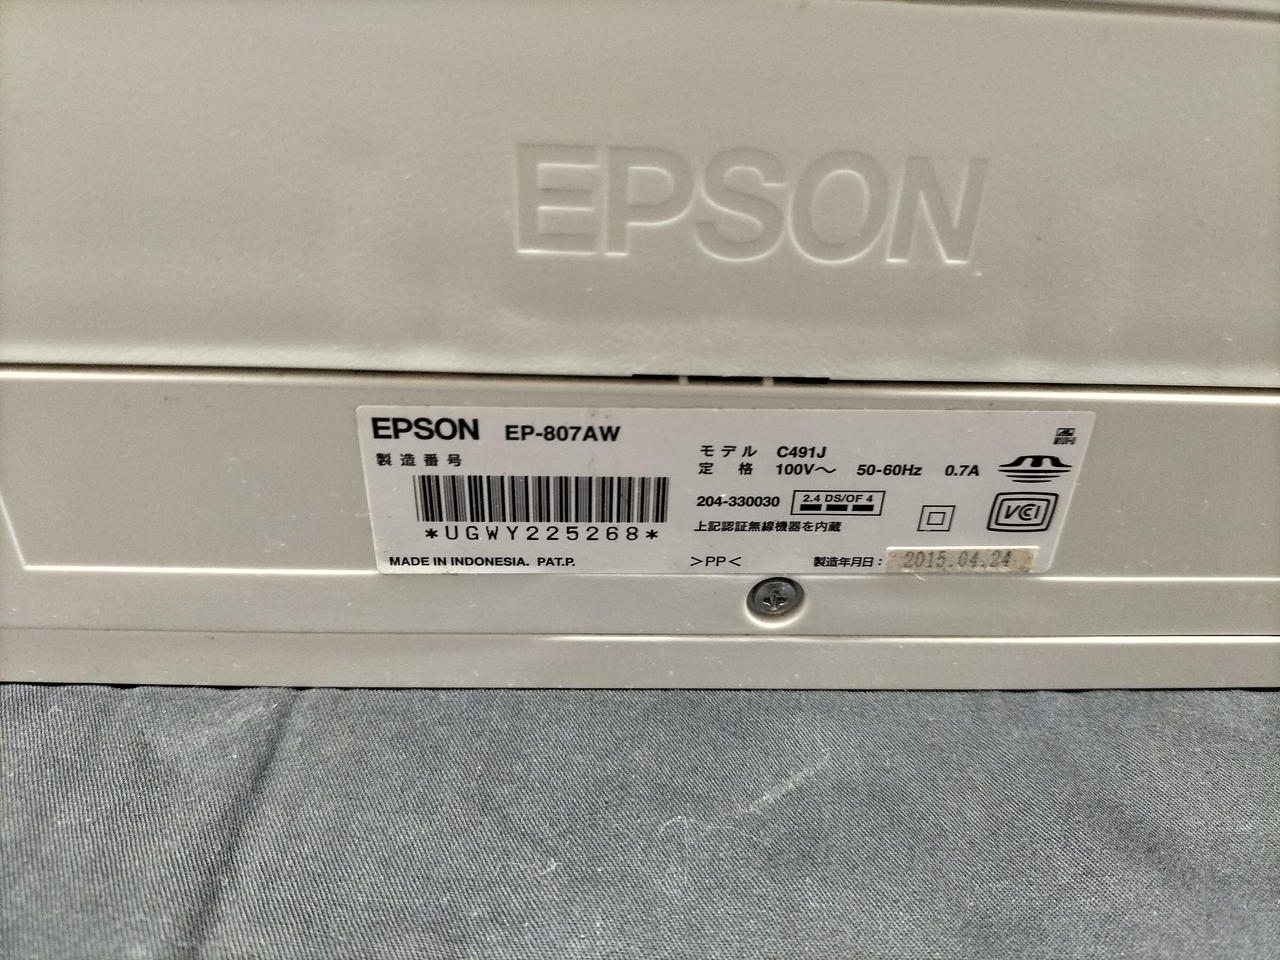 EPSON
EPSON EP-807AW
製造番号
*UGWY225268*
MADE IN INDONESIA. PAT.P.
モデル C491J
定格 100V～ 50-60Hz 0.7A
204-330030 2.4 DS/OF 4
上記認証無線機器を内蔵
VCI
>PP< 製造年月日： 2015.04.24